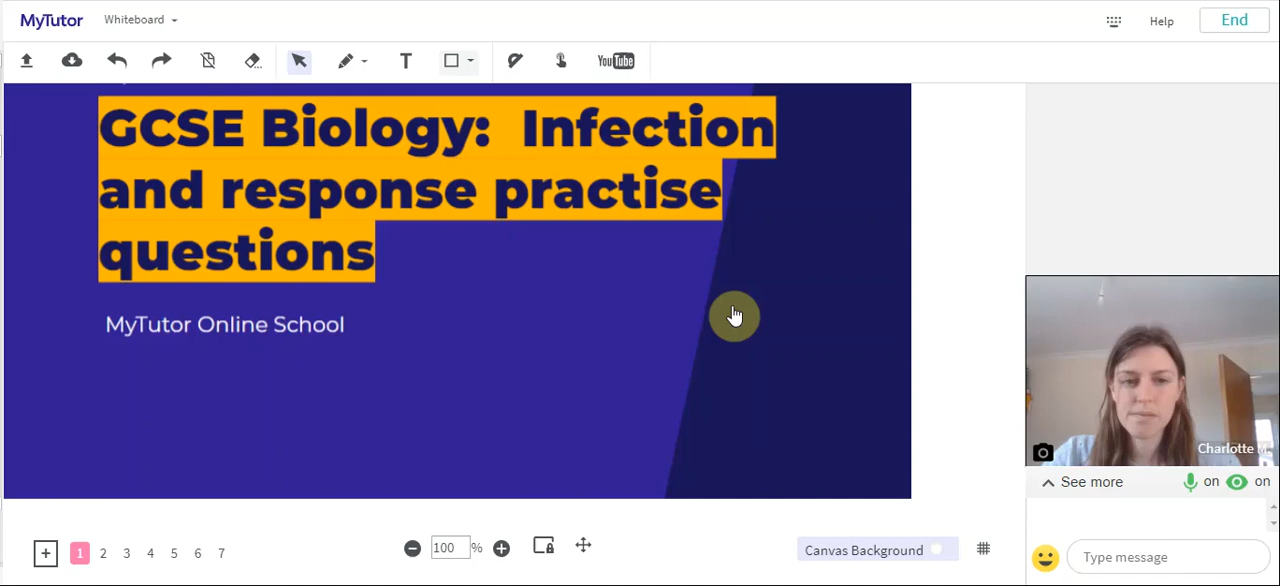 MyTutor Whiteboard Help End
T YouTube
GCSE Biology: Infection
and response practise
questions
MyTutor Online School
Charlotte M.
See more on on
+ 1 2 3 4 5 6 7 100 % Canvas Background
Type message